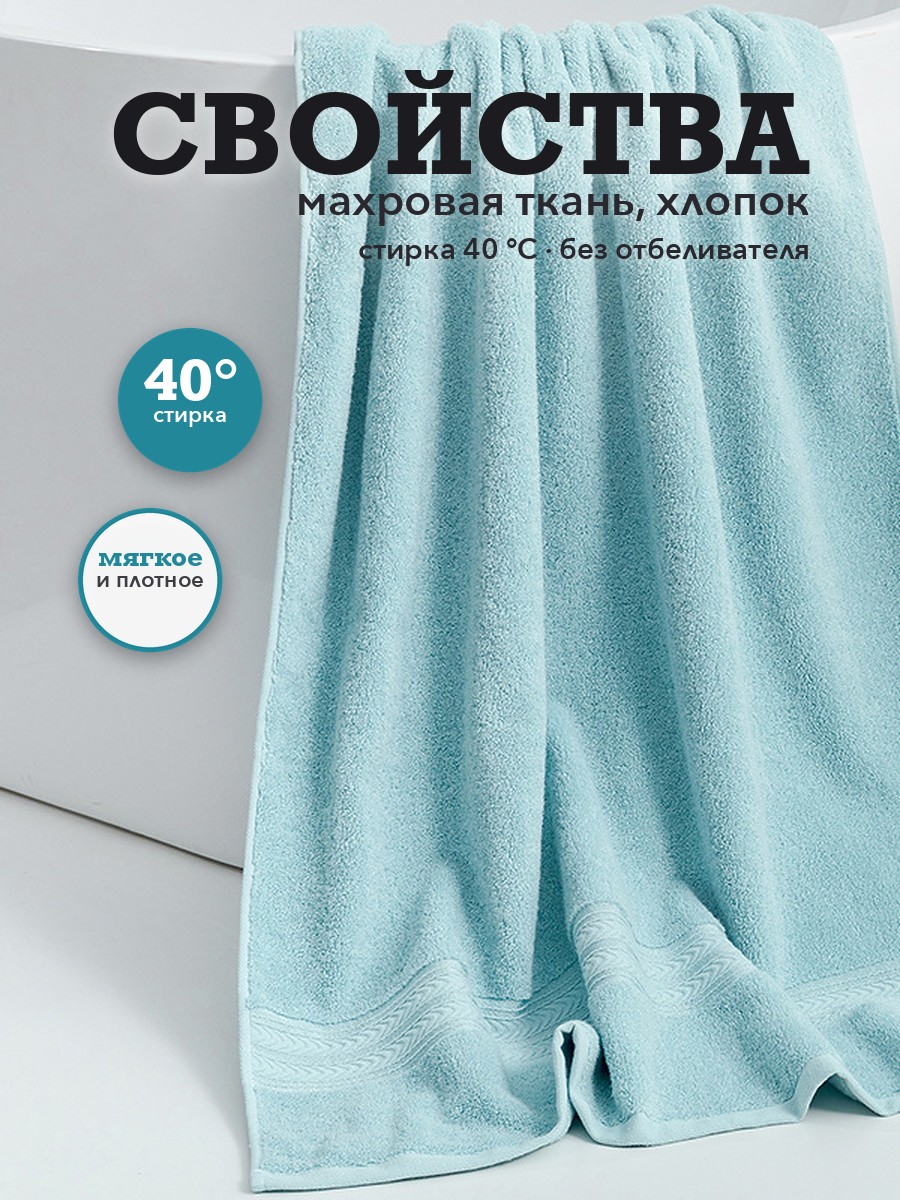 СВОЙСТВА
махровая ткань, хлопок
стирка 40 °C · без отбеливателя
40°
стирка
мягкое
и плотное